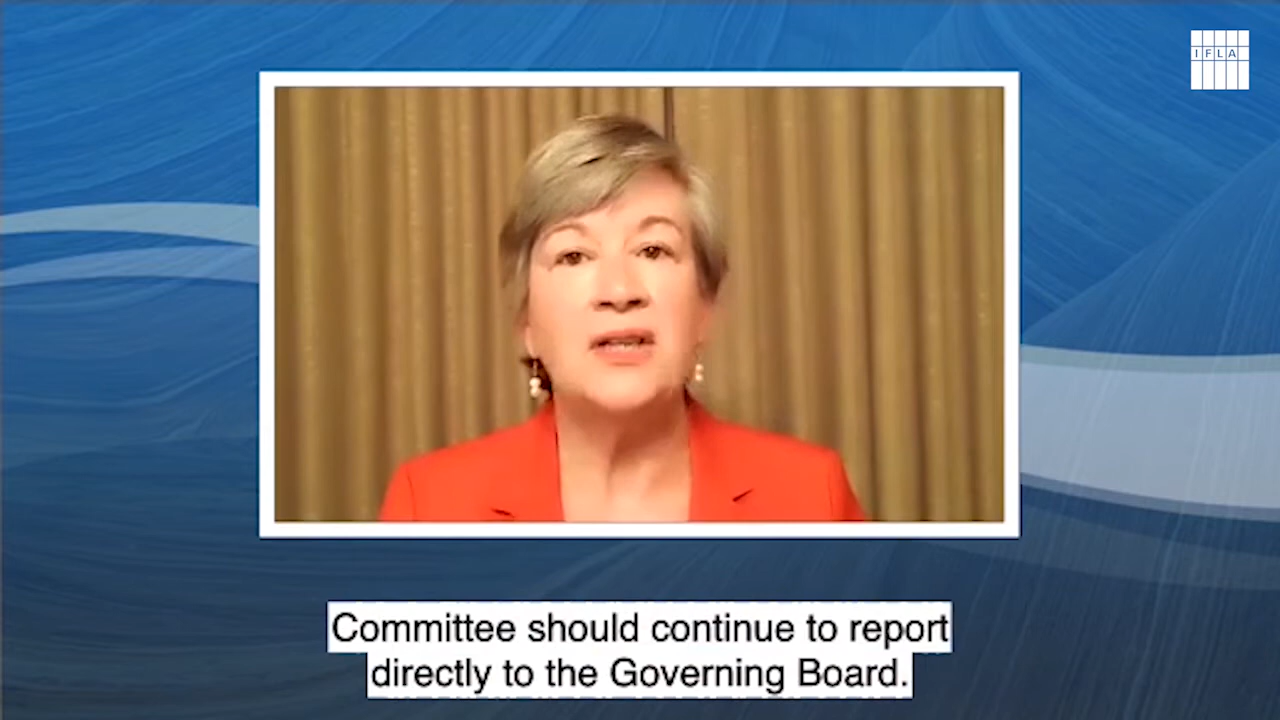 IFLA
Committee should continue to report
directly to the Governing Board.